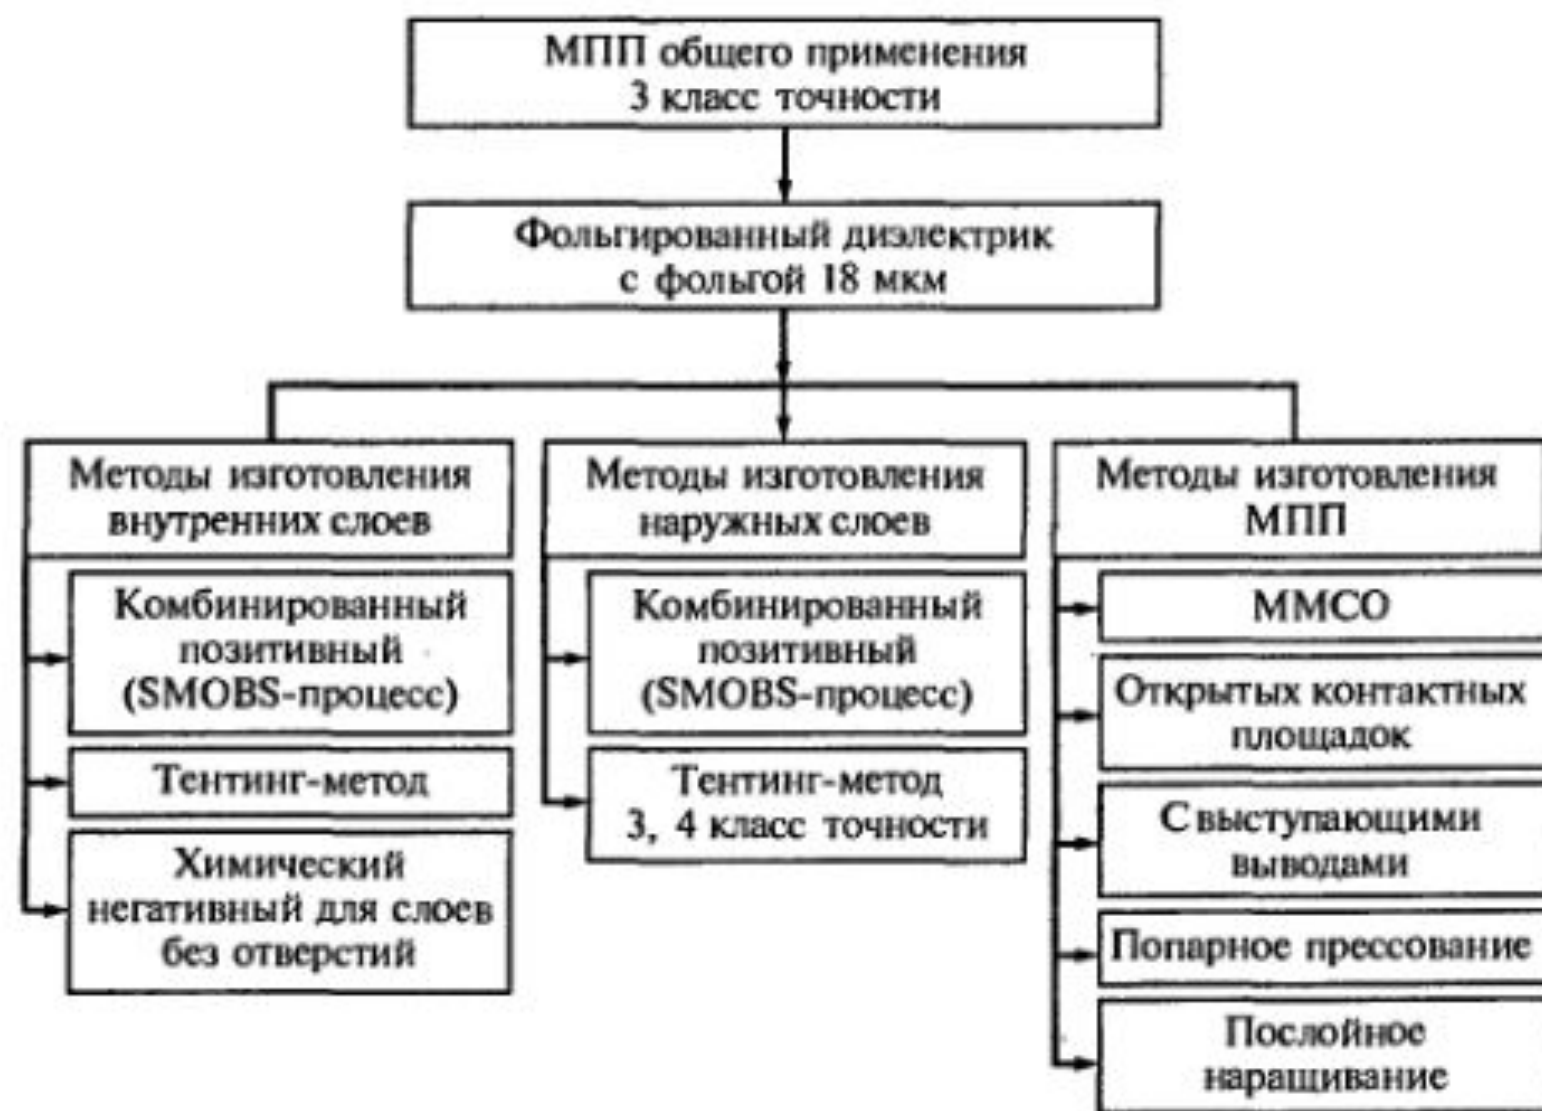 МПП общего применения
3 класс точности
Фольгированный диэлектрик
с фольгой 18 мкм
Методы изготовления
внутренних слоев
Комбинированный
позитивный
(SMOBS-процесс)
Тентинг-метод
Химический
негативный для слоев
без отверстий
Методы изготовления
наружных слоев
Комбинированный
позитивный
(SMOBS-процесс)
Тентинг-метод
3, 4 класс точности
Методы изготовления
МПП
ММСО
Открытых контактных
площадок
С выступающими
выводами
Попарное прессование
Послойное
наращивание